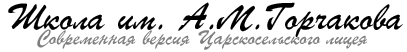 Школа им. А.М.Горчакова
Современная версия Царскосельского лицея